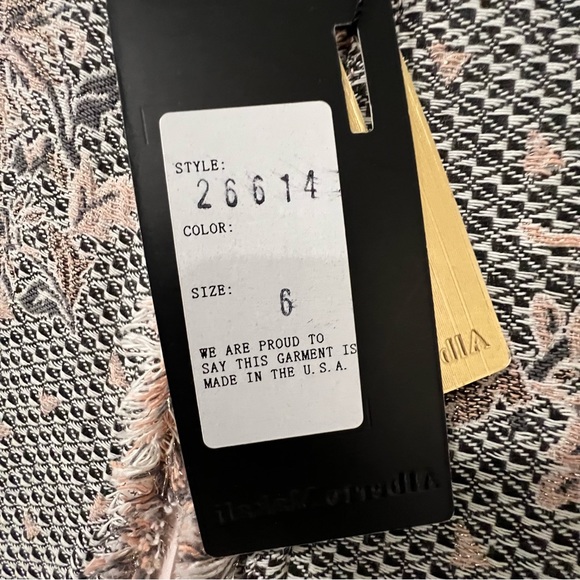 STYLE:
26614
COLOR:
SIZE:
6
WE ARE PROUD TO
SAY THIS GARMENT IS
MADE IN THE U.S.A.